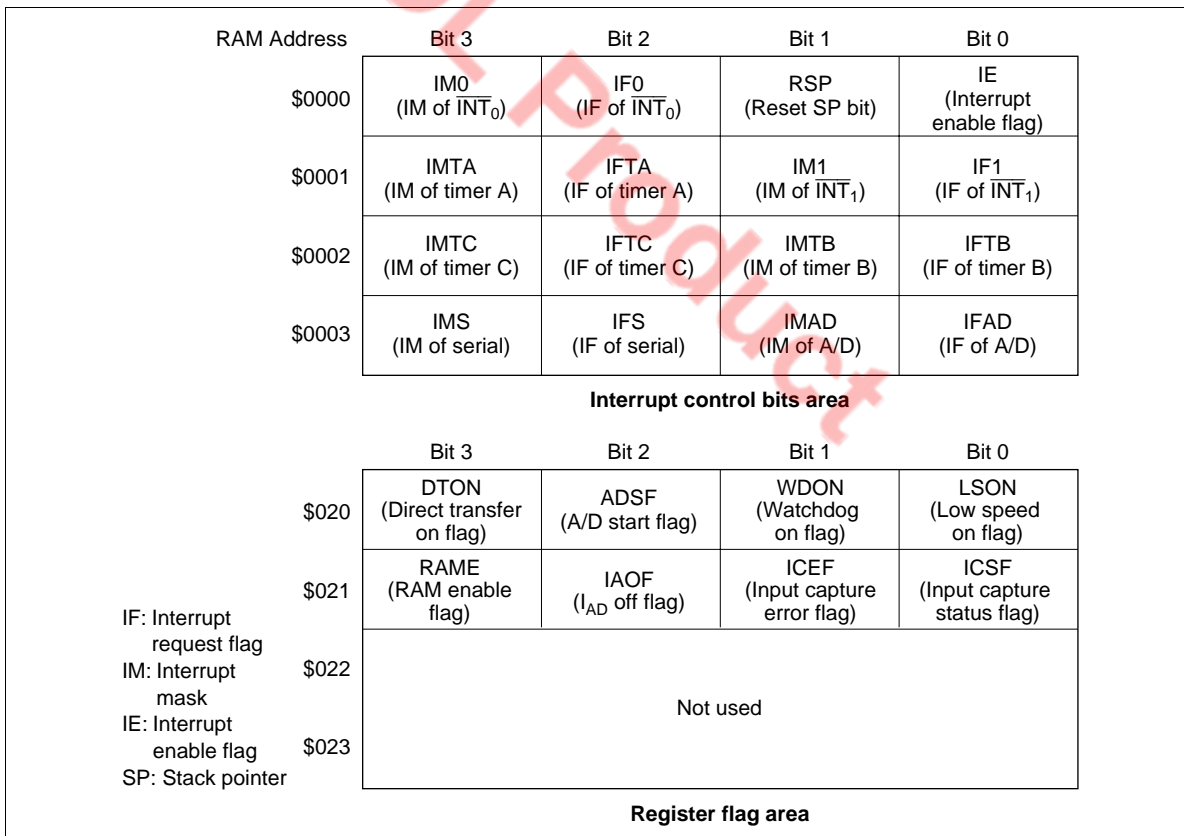 RAM Address Bit 3 Bit 2 Bit 1 Bit 0
$0000
IM0
(IM of INT0)
IF0
(IF of INT0)
RSP
(Reset SP bit)
IE
(Interrupt
enable flag)
$0001
IMTA
(IM of timer A)
IFTA
(IF of timer A)
IM1
(IM of INT1)
IF1
(IF of INT1)
$0002
IMTC
(IM of timer C)
IFTC
(IF of timer C)
IMTB
(IM of timer B)
IFTB
(IF of timer B)
$0003
IMS
(IM of serial)
IFS
(IF of serial)
IMAD
(IM of A/D)
IFAD
(IF of A/D)
Interrupt control bits area
Bit 3 Bit 2 Bit 1 Bit 0
$020
DTON
(Direct transfer
on flag)
ADSF
(A/D start flag)
WDON
(Watchdog
on flag)
LSON
(Low speed
on flag)
$021
RAME
(RAM enable
flag)
IAOF
(IAD off flag)
ICEF
(Input capture
error flag)
ICSF
(Input capture
status flag)
$022
$023
Not used
Register flag area
IF: Interrupt
request flag
IM: Interrupt
mask
IE: Interrupt
enable flag
SP: Stack pointer
Product